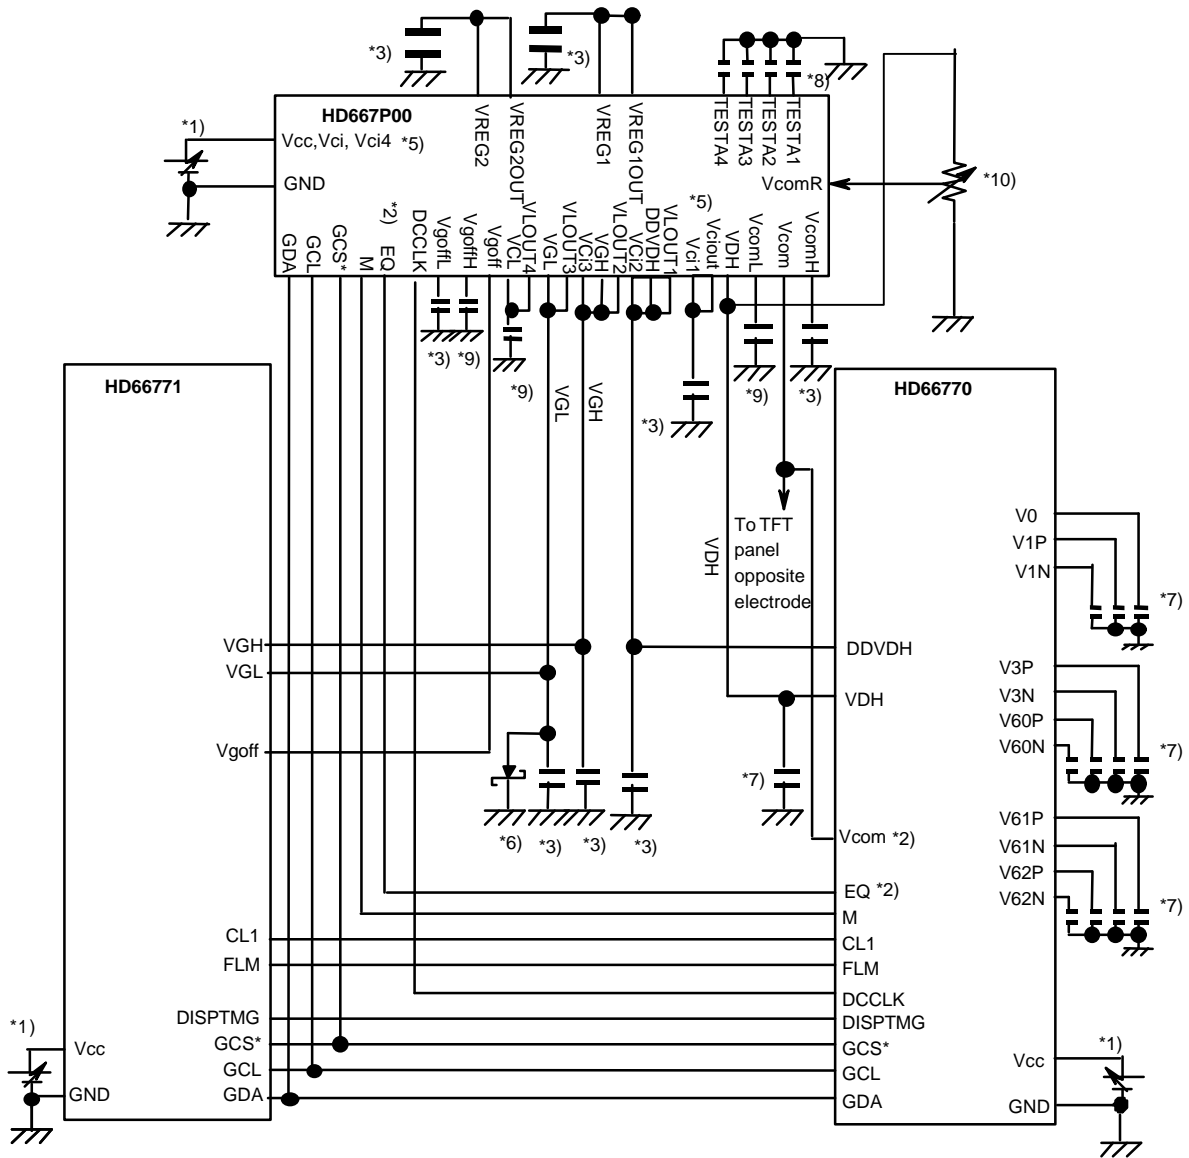 *3)
*3)
*8)
HD667P00
*1)
Vcc,Vci, Vci4 *5)
GND
VREG2
VREG2OUT
VREG1
VREG1OUT
TESTA4
TESTA3
TESTA2
TESTA1
VcomR
*10)
GDA
GCL
GCS*
M
EQ
*2)
DCCLK
VgoffL
VgoffH
Vgoff
VCL
VLOUT4
VGL
VLOUT3
VCi3
VGH
VLOUT2
VCi2
DDVDH
VLOUT1
*5)
Vci1
Vciout
VDH
VcomL
Vcom
VcomH
*3)
*9)
*9)
VGL
VGH
*3)
*9)
*3)
HD66771
HD66770
To TFT
panel
opposite
electrode
VDH
V0
V1P
V1N
*7)
VGH
VGL
Vgoff
DDVDH
VDH
V3P
V3N
V60P
V60N
*7)
*6)
*3)
*3)
*3)
*7)
Vcom *2)
V61P
V61N
V62P
V62N
*7)
EQ *2)
M
CL1
CL1
FLM
FLM
DCCLK
DISPTMG
DISPTMG
GCS*
GCS*
GCL
GCL
GDA
GDA
*1)
Vcc
GND
Vcc
*1)
GND